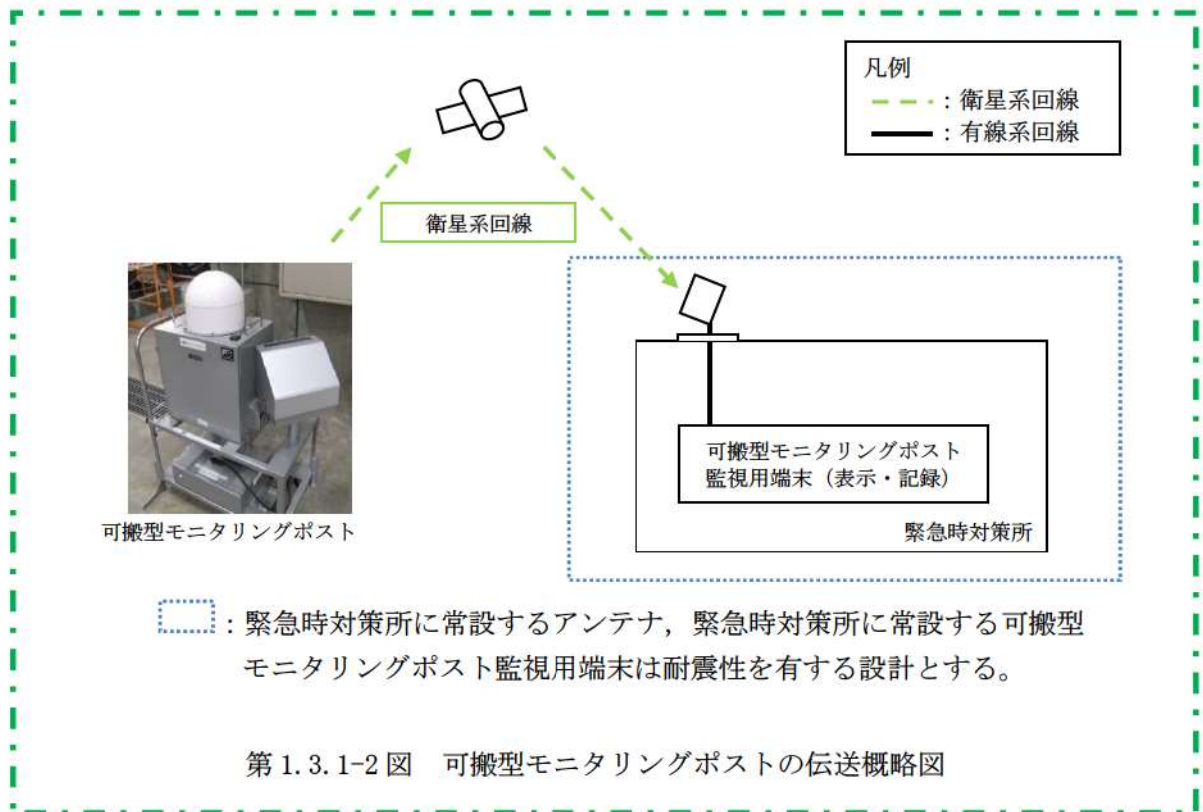 凡例
：衛星系回線
：有線系回線
衛星系回線
可搬型モニタリングポスト
監視用端末（表示・記録）
緊急時対策所
可搬型モニタリングポスト
：緊急時対策所に常設するアンテナ，緊急時対策所に常設する可搬型
モニタリングポスト監視用端末は耐震性を有する設計とする。
第1.3.1-2図　可搬型モニタリングポストの伝送概略図